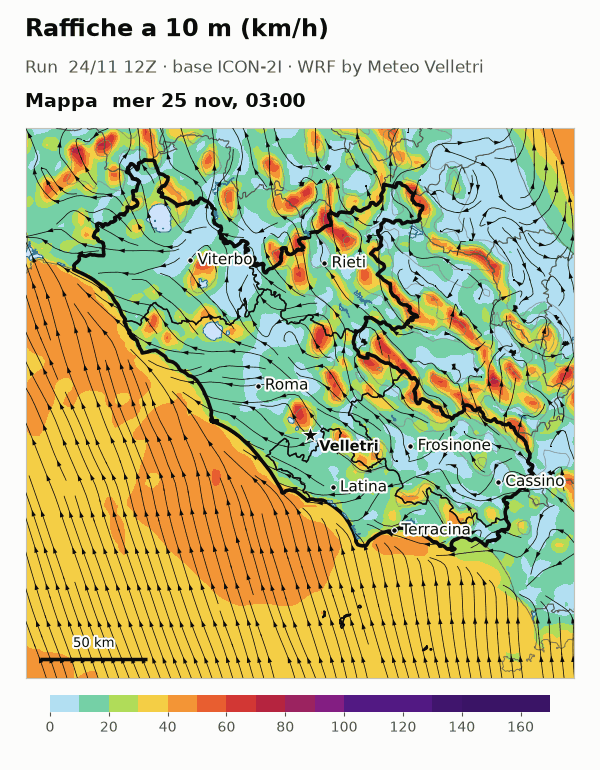 Raffiche a 10 m (km/h)
Run 24/11 12Z · base ICON-2I · WRF by Meteo Velletri
Mappa mer 25 nov, 03:00
Viterbo
Rieti
Roma
Velletri
Frosinone
Latina
Cassino
Terracina
50 km
0 20 40 60 80 100 120 140 160